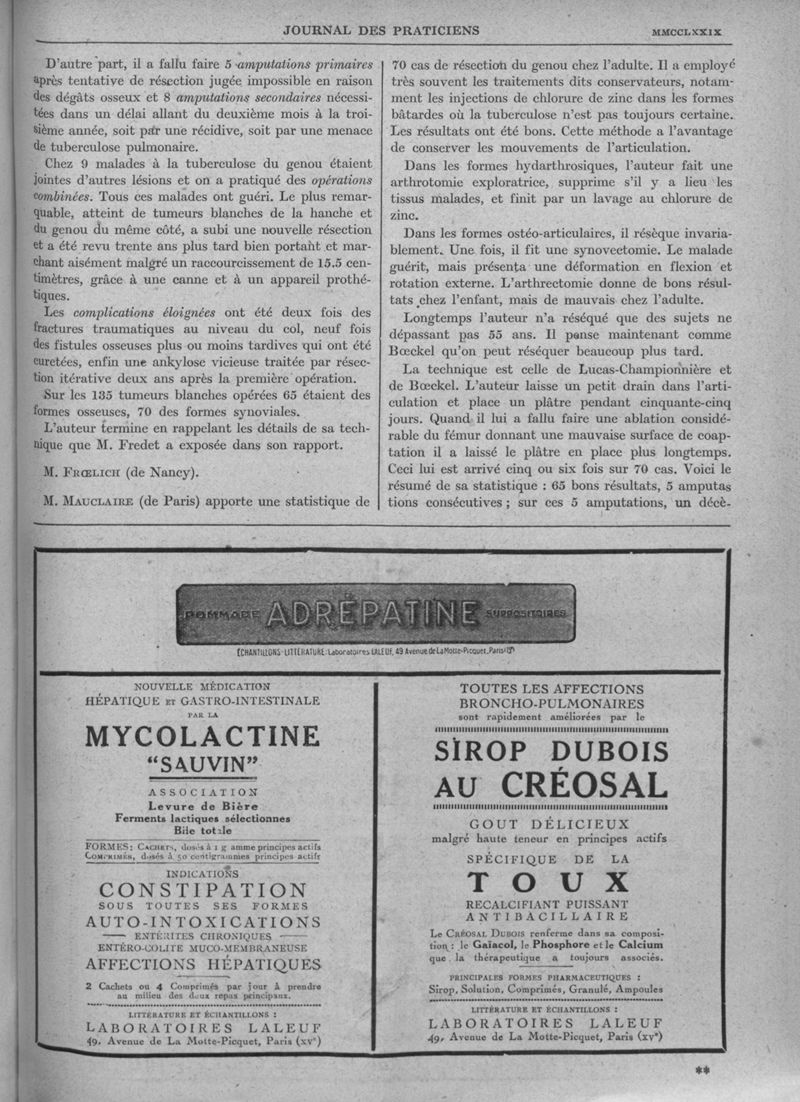 JOURNAL DES PRATICIENS
MMCCLXXIX
D'autre part, il a fallu faire 5 amputations primaires
après tentative de résection jugée impossible en raison
des dégâts osseux et 8 amputations secondaires nécessi-
tées dans un délai allant du deuxième mois à la troi-
sième année, soit par une récidive, soit par une menace
de tuberculose pulmonaire.
Chez 9 malades à la tuberculose du genou étaient
jointes d'autres lésions et on a pratiqué des opérations
combinées. Tous ces malades ont guéri. Le plus remar-
quable, atteint de tumeurs blanches de la hanche et
du genou du même côté, a subi une nouvelle résection
et a été revu trente ans plus tard bien portant et mar-
chant aisément malgré un raccourcissement de 15.5 cen-
timètres, grâce à une canne et à un appareil prothé-
tiques.
Les complications éloignées ont été deux fois des
fractures traumatiques au niveau du col, neuf fois
des fistules osseuses plus ou moins tardives qui ont été
curetées, enfin une ankylose vicieuse traitée par résec-
tion itérative deux ans après la première opération.
Sur les 135 tumeurs blanches opérées 65 étaient des
formes osseuses, 70 des formes synoviales.
L'auteur termine en rappelant les détails de sa tech-
nique que M. Fredet a exposée dans son rapport.
M. FRŒLICH (de Nancy).
M. MAUCLAIRE (de Paris) apporte une statistique de
70 cas de résection du genou chez l'adulte. Il a employé
très souvent les traitements dits conservateurs, notam-
ment les injections de chlorure de zinc dans les formes
bâtardes où la tuberculose n'est pas toujours certaine.
Les résultats ont été bons. Cette méthode a l'avantage
de conserver les mouvements de l'articulation.
Dans les formes hydarthrosiques, l'auteur fait une
arthrotomie exploratrice, supprime s'il y a lieu les
tissus malades, et finit par un lavage au chlorure de
zinc.
Dans les formes ostéo-articulaires, il résèque invaria-
blement. Une fois, il fit une synovectomie. Le malade
guérit, mais présenta une déformation en flexion et
rotation externe. L'arthrectomie donne de bons résul-
tats chez l'enfant, mais de mauvais chez l'adulte.
Longtemps l'auteur n'a réséqué que des sujets ne
dépassant pas 55 ans. Il pense maintenant comme
Bœckel qu'on peut réséquer beaucoup plus tard.
La technique est celle de Lucas-Championnière et
de Bœckel. L'auteur laisse un petit drain dans l'arti-
culation et place un plâtre pendant cinquante-cinq
jours. Quand il lui a fallu faire une ablation considé-
rable du fémur donnant une mauvaise surface de coap-
tation il a laissé le plâtre en place plus longtemps.
Ceci lui est arrivé cinq ou six fois sur 70 cas. Voici le
résumé de sa statistique : 65 bons résultats, 5 amputas
tions consécutives ; sur ces 5 amputations, un décè-
POMMADE ADRÉPATINE SUPPOSITOIRES
ÉCHANTILLONS-LITTÉRATURE: Laboratoires LALEUF, 49 Avenue de La Motte-Picquet, Paris 15e
NOUVELLE MÉDICATION
HÉPATIQUE ET GASTRO-INTESTINALE
PAR LA
MYCOLACTINE
"SAUVIN"
ASSOCIATION
Levure de Bière
Ferments lactiques sélectionnes
Bile totale
FORMES: CACHETS, dosés à 1 gramme principes actifs
COMPRIMÉS, dosés à 50 centigrammes principes actifs
INDICATIONS
CONSTIPATION
SOUS TOUTES SES FORMES
AUTO-INTOXICATIONS
ENTÉRITES CHRONIQUES
ENTÉRO-COLITE MUCO-MEMBRANEUSE
AFFECTIONS HÉPATIQUES
2 Cachets ou 4 Comprimés par jour à prendre
au milieu des deux repas principaux.
LITTÉRATURE ET ÉCHANTILLONS :
LABORATOIRES LALEUF
49, Avenue de La Motte-Picquet, Paris (XVe)
TOUTES LES AFFECTIONS
BRONCHO-PULMONAIRES
sont rapidement améliorées par le
SIROP DUBOIS
AU CRÉOSAL
GOUT DÉLICIEUX
malgré haute teneur en principes actifs
SPÉCIFIQUE DE LA
TOUX
RECALCIFIANT PUISSANT
ANTIBACILLAIRE
Le CRÉOSAL DUBOIS renferme dans sa composi-
tion : le Gaïacol, le Phosphore et le Calcium
que la thérapeutique a toujours associés.
PRINCIPALES FORMES PHARMACEUTIQUES :
Sirop, Solution, Comprimés, Granulé, Ampoules
LITTÉRATURE ET ÉCHANTILLONS :
LABORATOIRES LALEUF
49, Avenue de La Motte-Picquet, Paris (XVe)
**